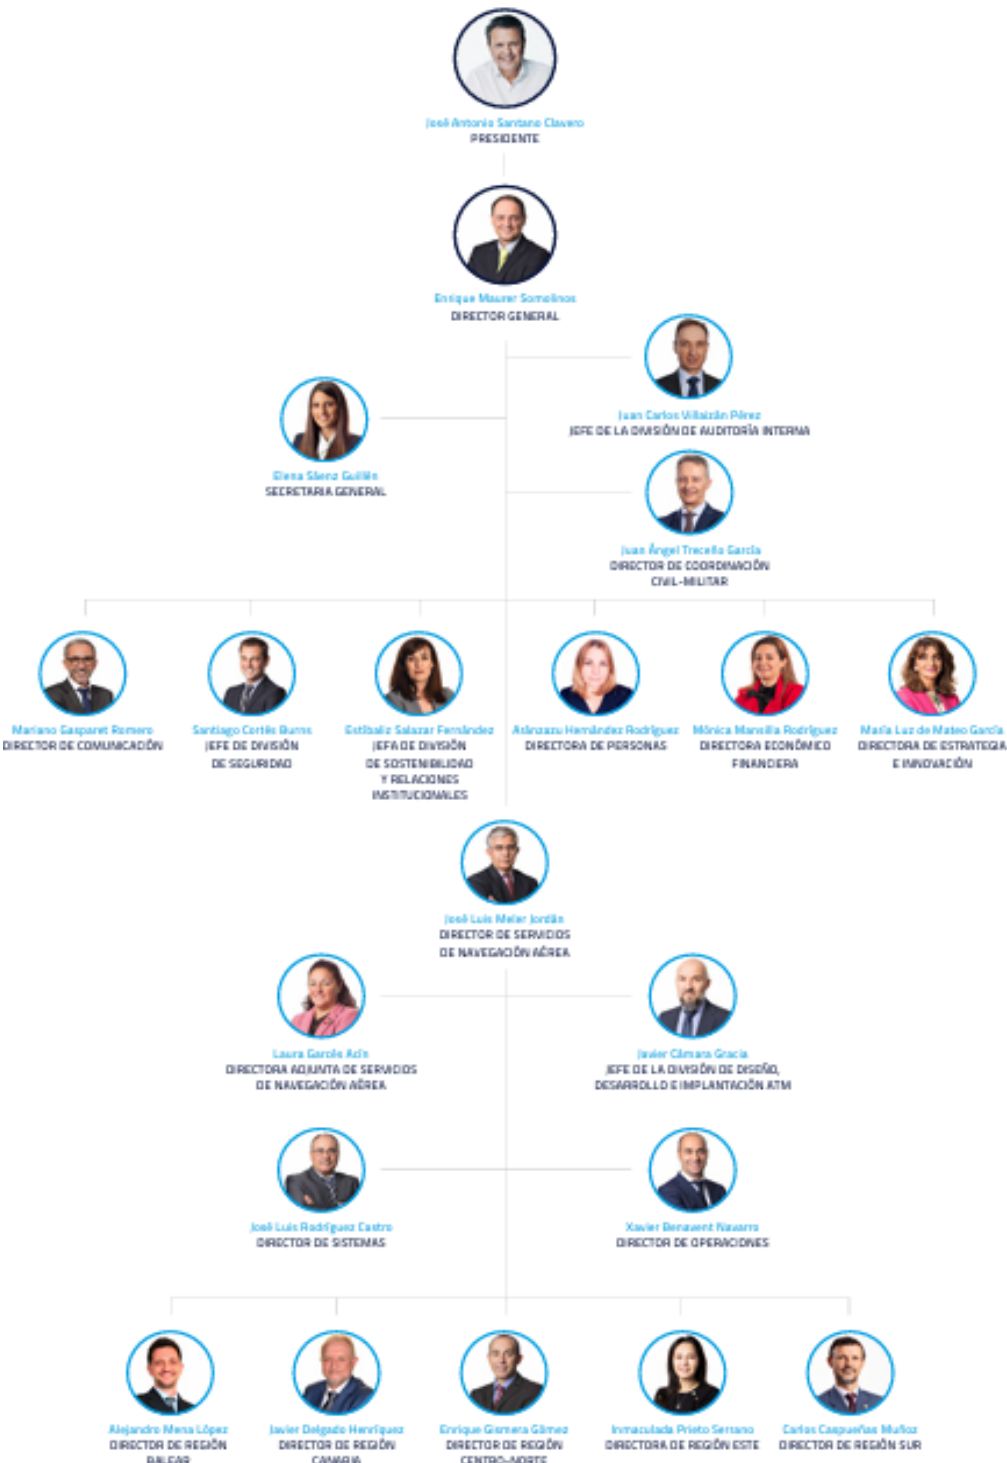 José Antonio Santano Clavero
PRESIDENTE
Enrique Maurer Somolinos
DIRECTOR GENERAL
Juan Carlos Villaizán Pérez
JEFE DE LA DIVISIÓN DE AUDITORÍA INTERNA
Elena Sáenz Guillén
SECRETARIA GENERAL
Juan Ángel Treceño García
DIRECTOR DE COORDINACIÓN
CIVIL-MILITAR
Mariano Gasparet Romero
DIRECTOR DE COMUNICACIÓN
Santiago Cortés Burns
JEFE DE DIVISIÓN
DE SEGURIDAD
Estíbaliz Salazar Fernández
JEFA DE DIVISIÓN
DE SOSTENIBILIDAD
Y RELACIONES
INSTITUCIONALES
Aránzazu Hernández Rodríguez
DIRECTORA DE PERSONAS
Mónica Mansilla Rodríguez
DIRECTORA ECONÓMICO
FINANCIERA
María Luz de Mateo García
DIRECTORA DE ESTRATEGIA
E INNOVACIÓN
José Luis Meler Jordán
DIRECTOR DE SERVICIOS
DE NAVEGACIÓN AÉREA
Laura Garcés Acín
DIRECTORA ADJUNTA DE SERVICIOS
DE NAVEGACIÓN AÉREA
Javier Cámara Gracia
JEFE DE LA DIVISIÓN DE DISEÑO,
DESARROLLO E IMPLANTACIÓN ATM
José Luis Rodríguez Castro
DIRECTOR DE SISTEMAS
Xavier Benavent Navarro
DIRECTOR DE OPERACIONES
Alejandro Mena López
DIRECTOR DE REGIÓN
BALEAR
Javier Delgado Henríquez
DIRECTOR DE REGIÓN
CANARIA
Enrique Gismera Gómez
DIRECTOR DE REGIÓN
CENTRO-NORTE
Inmaculada Prieto Serrano
DIRECTORA DE REGIÓN ESTE
Carlos Caspueñas Muñoz
DIRECTOR DE REGIÓN SUR